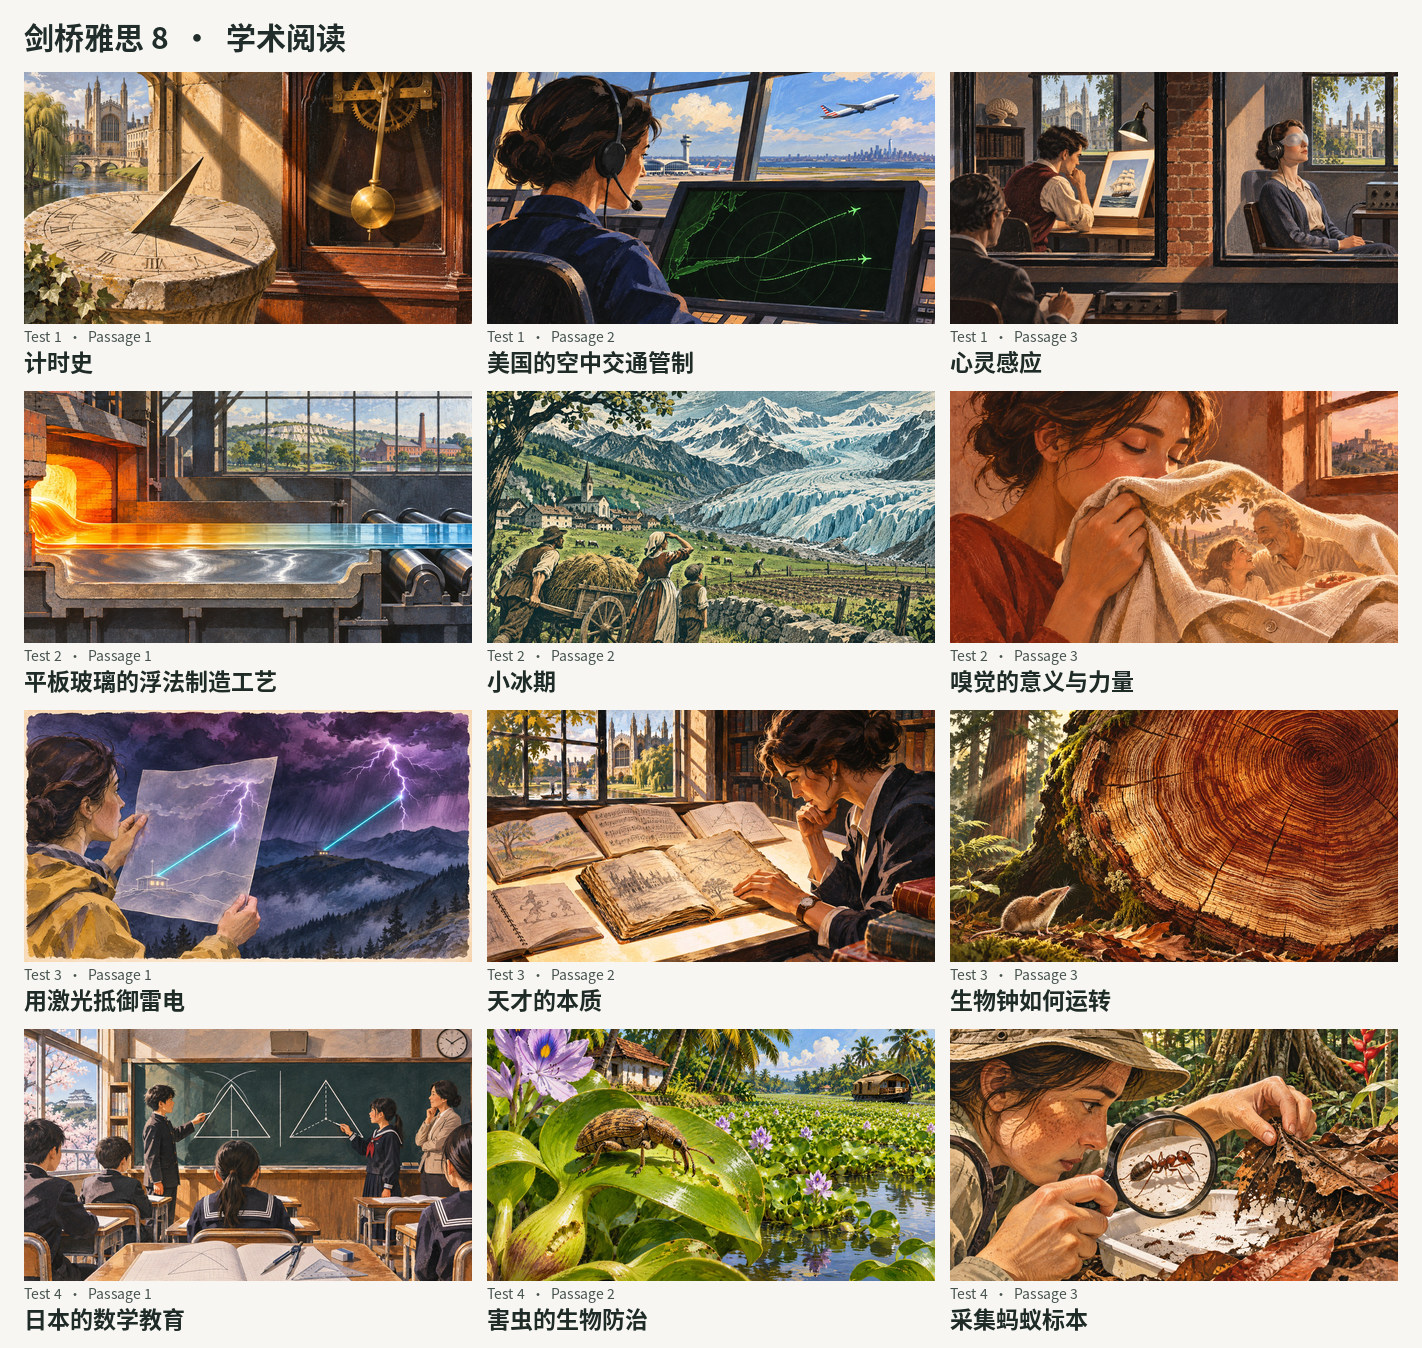 剑桥雅思 8 • 学术阅读
Test 1 • Passage 1
计时史
Test 1 • Passage 2
美国的空中交通管制
Test 1 • Passage 3
心灵感应
Test 2 • Passage 1
平板玻璃的浮法制造工艺
Test 2 • Passage 2
小冰期
Test 2 • Passage 3
嗅觉的意义与力量
Test 3 • Passage 1
用激光抵御雷电
Test 3 • Passage 2
天才的本质
Test 3 • Passage 3
生物钟如何运转
Test 4 • Passage 1
日本的数学教育
Test 4 • Passage 2
害虫的生物防治
Test 4 • Passage 3
采集蚂蚁标本